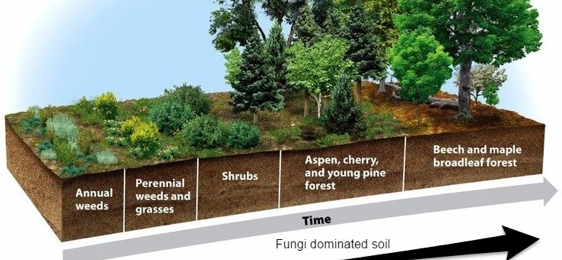 Annual
weeds
Perennial
weeds and
grasses
Shrubs
Aspen, cherry,
and young pine
forest
Beech and maple
broadleaf forest
Time
Fungi dominated soil